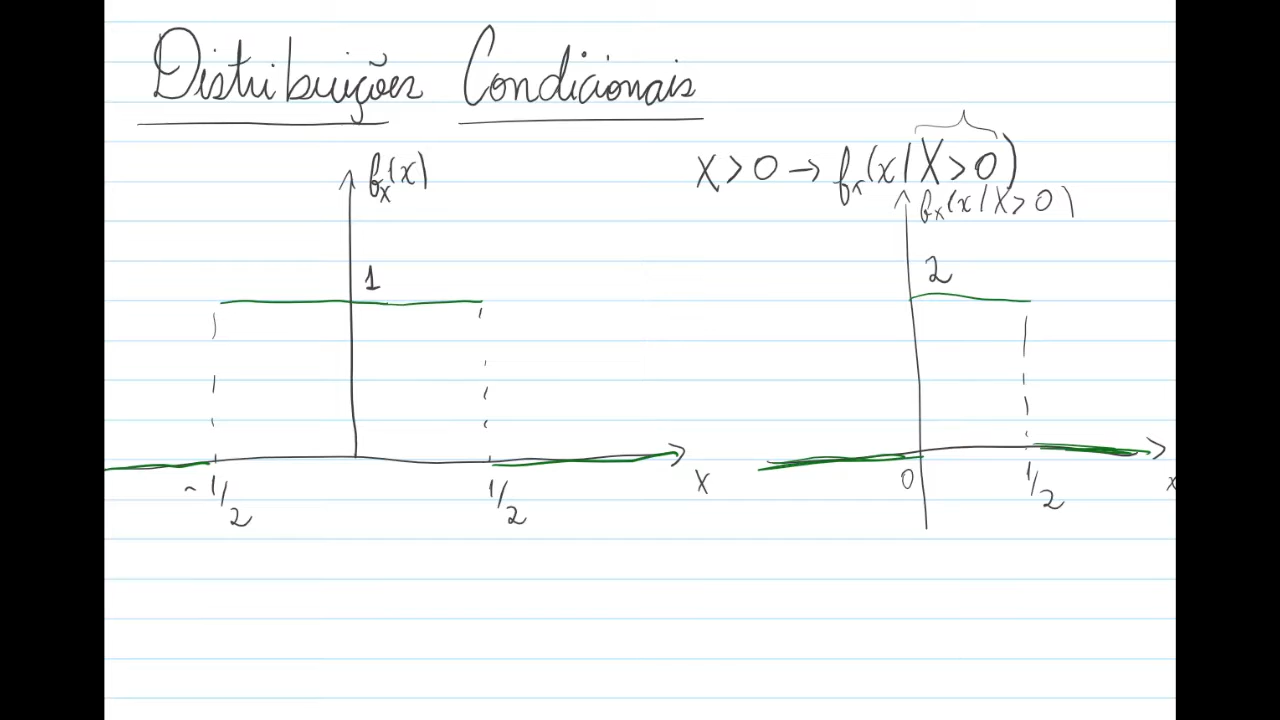 Distribuições Condicionais
X > 0 → fx(x | X > 0)
fx(x)
fx(x | X > 0)
1
2
-1/2
1/2
x
0
1/2
x